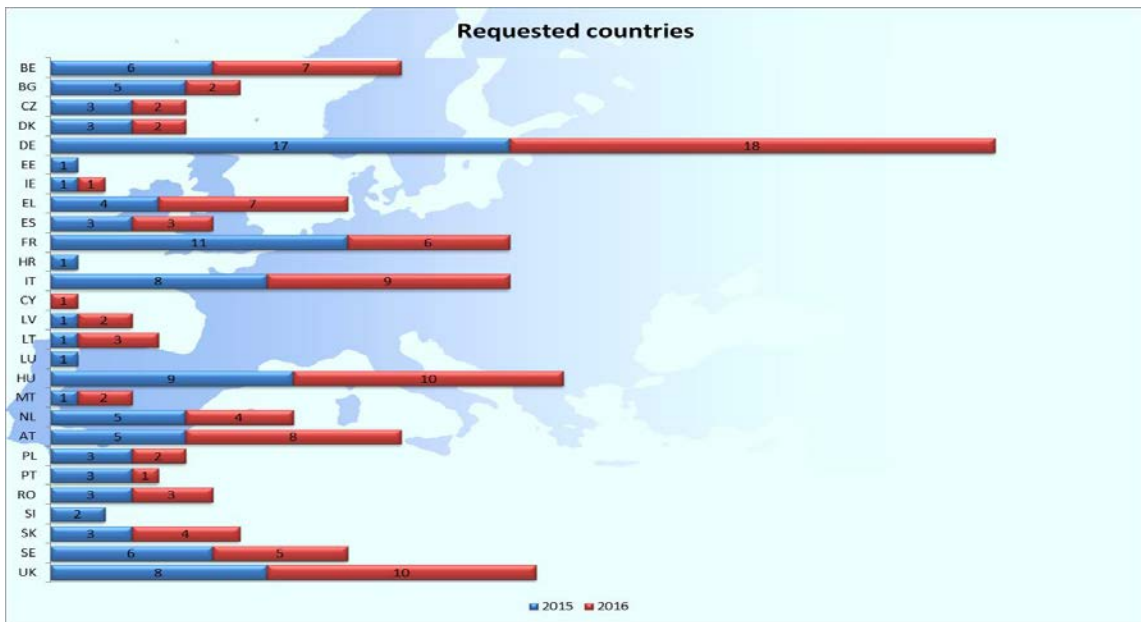 Requested countries
BE 6 7
BG 5 2
CZ 3 2
DK 3 2
DE 17 18
EE 1
IE 1 1
EL 4 7
ES 3 3
FR 11 6
HR 1
IT 8 9
CY 1
LV 1 2
LT 1 3
LU 1
HU 9 10
MT 1 2
NL 5 4
AT 5 8
PL 3 2
PT 3 1
RO 3 3
SI 2
SK 3 4
SE 6 5
UK 8 10
2015 2016